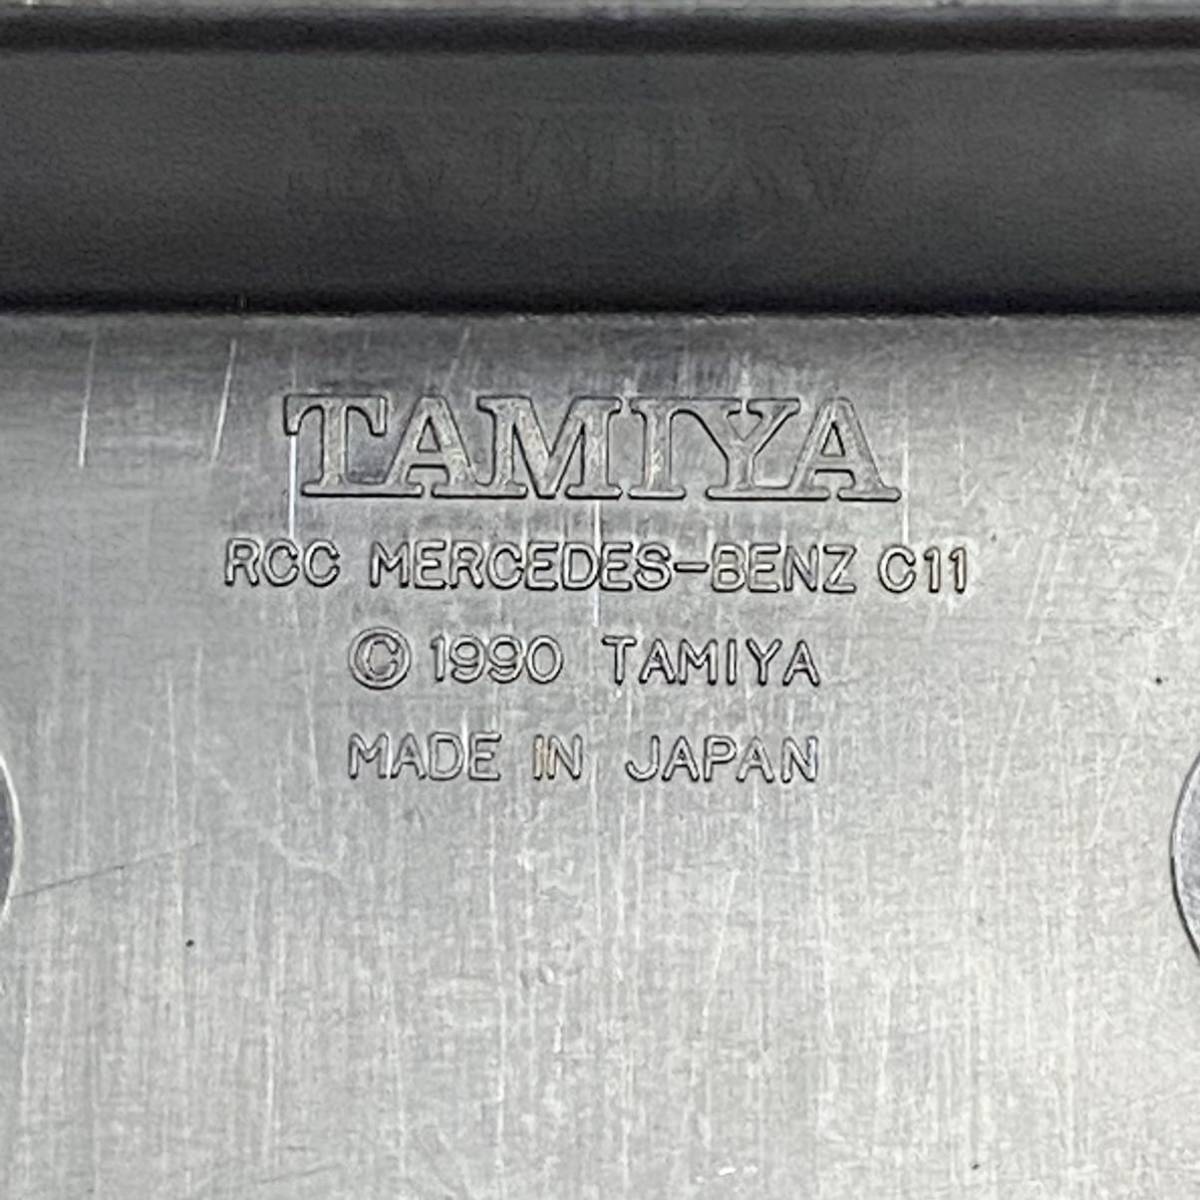 TAMIYA
RCC MERCEDES-BENZ C11
© 1990 TAMIYA
MADE IN JAPAN